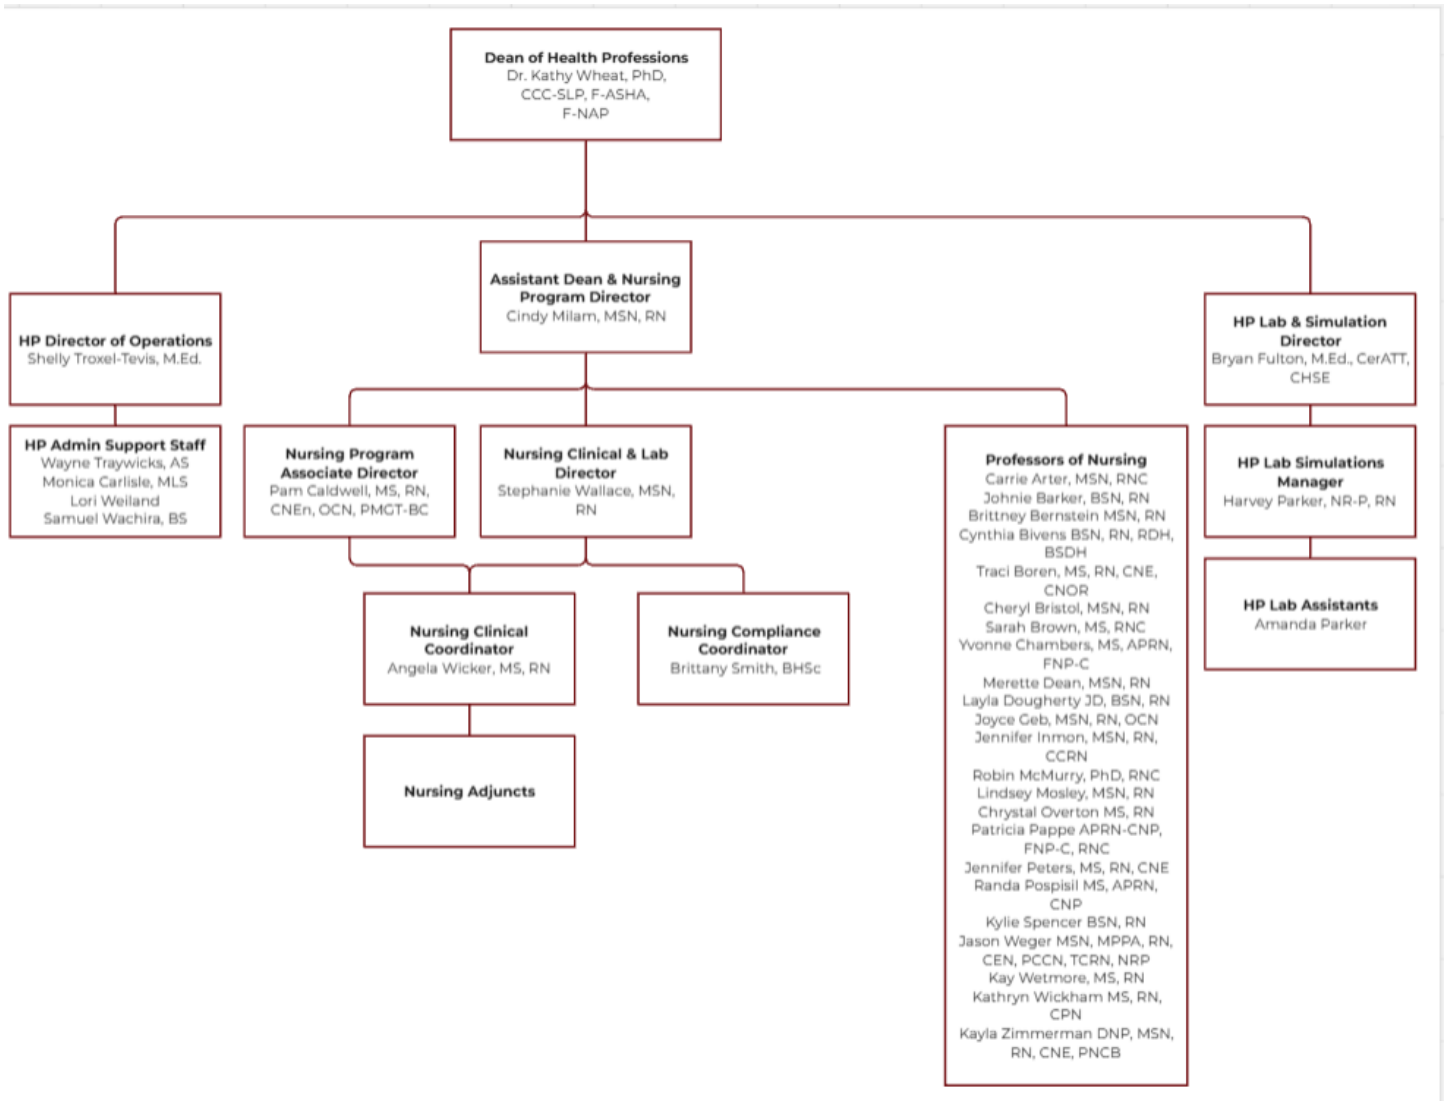 Dean of Health Professions
Dr. Kathy Wheat, PhD,
CCC-SLP, F-ASHA,
F-NAP
Assistant Dean & Nursing
Program Director
Cindy Milam, MSN, RN
HP Director of Operations
Shelly Troxel-Tevis, M.Ed.
HP Lab & Simulation
Director
Bryan Fulton, M.Ed., CerATT,
CHSE
HP Admin Support Staff
Wayne Traywicks, AS
Monica Carlisle, MLS
Lori Weiland
Samuel Wachira, BS
Nursing Program
Associate Director
Pam Caldwell, MS, RN,
CNEn, OCN, PMGT-BC
Nursing Clinical & Lab
Director
Stephanie Wallace, MSN,
RN
Professors of Nursing
Carrie Arter, MSN, RNC
Johnie Barker, BSN, RN
Brittney Bernstein MSN, RN
Cynthia Bivens BSN, RN, RDH,
BSDH
Traci Boren, MS, RN, CNE,
CNOR
Cheryl Bristol, MSN, RN
Sarah Brown, MS, RNC
Yvonne Chambers, MS, APRN,
FNP-C
Merette Dean, MSN, RN
Layla Dougherty JD, BSN, RN
Joyce Geb, MSN, RN, OCN
Jennifer Inmon, MSN, RN,
CCRN
Robin McMurry, PhD, RNC
Lindsey Mosley, MSN, RN
Chrystal Overton MS, RN
Patricia Pappe APRN-CNP,
FNP-C, RNC
Jennifer Peters, MS, RN, CNE
Randa Pospisil MS, APRN,
CNP
Kylie Spencer BSN, RN
Jason Weger MSN, MPPA, RN,
CEN, PCCN, TCRN, NRP
Kay Wetmore, MS, RN
Kathryn Wickham MS, RN,
CPN
Kayla Zimmerman DNP, MSN,
RN, CNE, PNCB
HP Lab Simulations
Manager
Harvey Parker, NR-P, RN
HP Lab Assistants
Amanda Parker
Nursing Clinical
Coordinator
Angela Wicker, MS, RN
Nursing Compliance
Coordinator
Brittany Smith, BHSc
Nursing Adjuncts